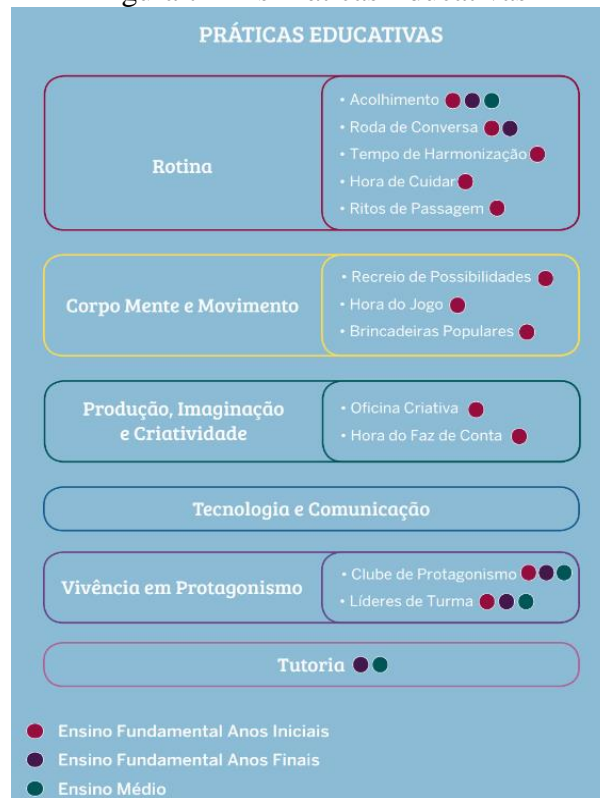 PRÁTICAS EDUCATIVAS
Rotina
• Acolhimento
• Roda de Conversa
• Tempo de Harmonização
• Hora de Cuidar
• Ritos de Passagem
Corpo Mente e Movimento
• Recreio de Possibilidades
• Hora do Jogo
• Brincadeiras Populares
Produção, Imaginação
e Criatividade
• Oficina Criativa
• Hora do Faz de Conta
Tecnologia e Comunicação
Vivência em Protagonismo
• Clube de Protagonismo
• Líderes de Turma
Tutoria
Ensino Fundamental Anos Iniciais
Ensino Fundamental Anos Finais
Ensino Médio